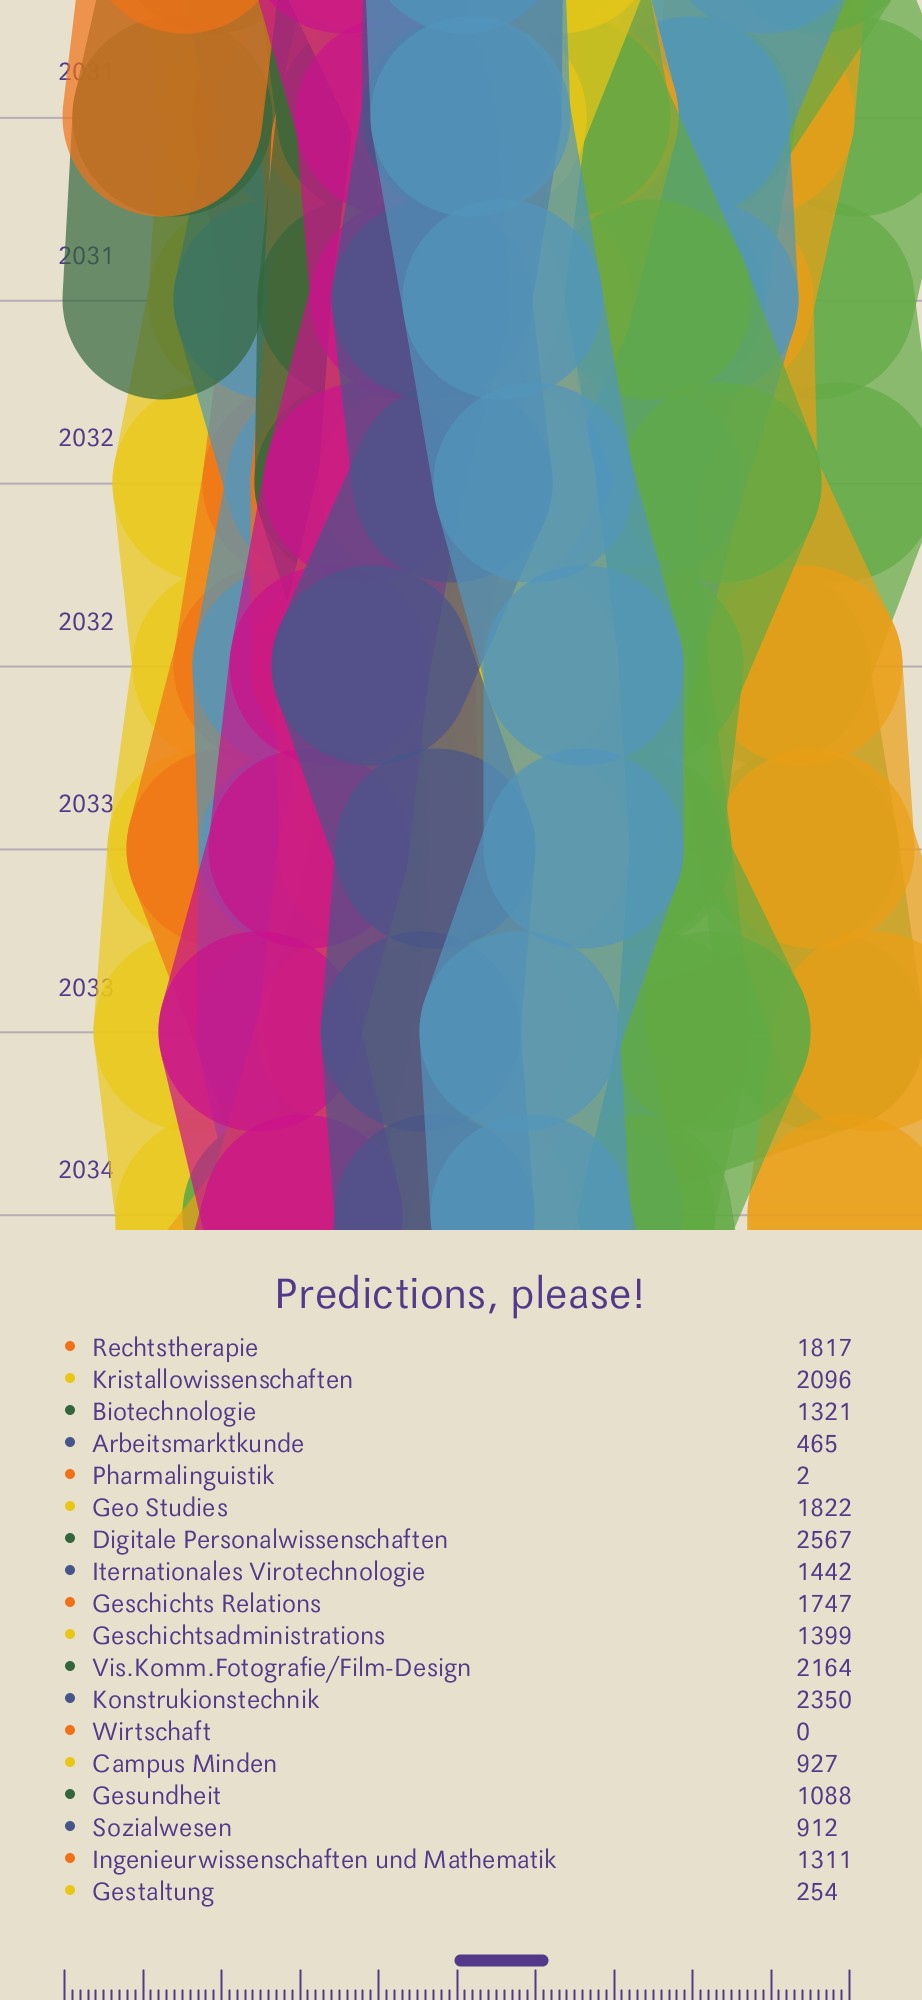 2031
2031
2032
2032
2033
2033
2034
Predictions, please!
Rechtstherapie 1817
Kristallowissenschaften 2096
Biotechnologie 1321
Arbeitsmarktkunde 465
Pharmalinguistik 2
Geo Studies 1822
Digitale Personalwissenschaften 2567
Iternationales Virotechnologie 1442
Geschichts Relations 1747
Geschichtsadministrations 1399
Vis.Komm.Fotografie/Film-Design 2164
Konstrukionstechnik 2350
Wirtschaft 0
Campus Minden 927
Gesundheit 1088
Sozialwesen 912
Ingenieurwissenschaften und Mathematik 1311
Gestaltung 254